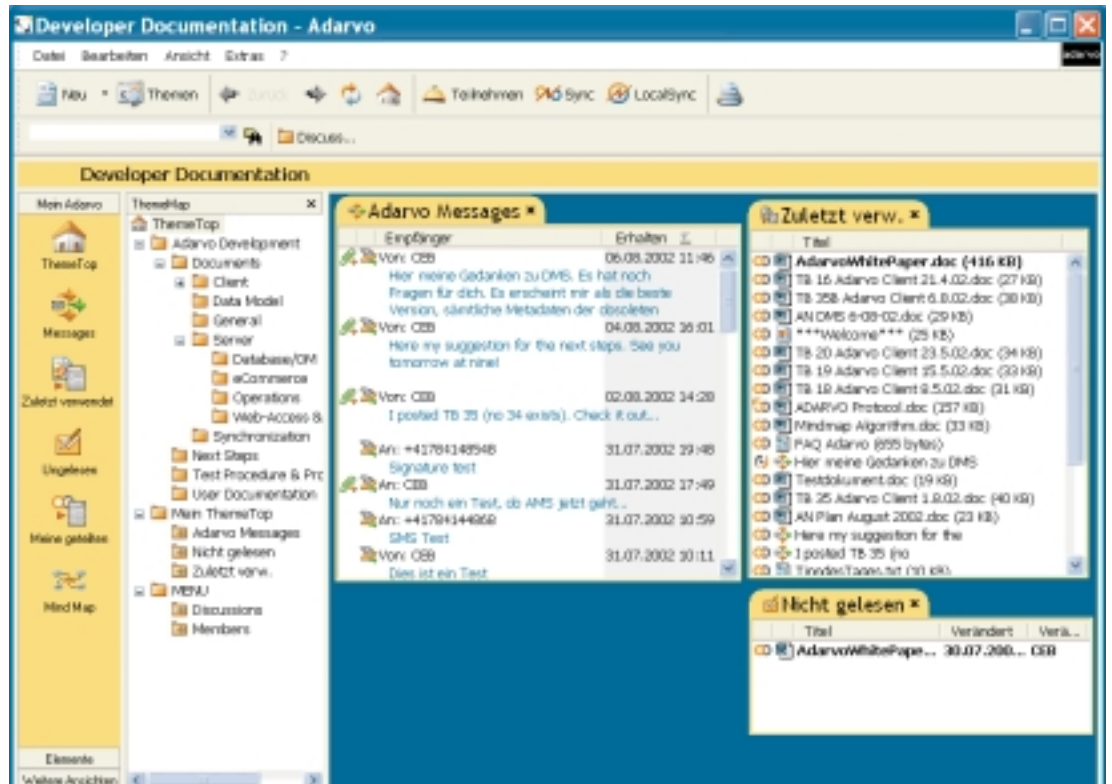 Developer Documentation - Adarvo
Datei Bearbeiten Ansicht Extras ?
adarvo
Neu Themen Zurück Teilnehmen Sync LocalSync
Discuss...
Developer Documentation
Mein Adarvo
ThemeTop
Messages
Zuletzt verwendet
Ungelesen
Meine geteilten
Mind Map
Elemente
Weitere Ansichten
ThemeMap
ThemeTop
Adarvo Development
Documents
Client
Data Model
General
Server
Database/OM
eCommerce
Operations
Web-Access &
Synchronization
Next Steps
Test Procedure & Pro
User Documentation
Mein ThemeTop
Adarvo Messages
Nicht gelesen
Zuletzt verw.
MENU
Discussions
Members
Adarvo Messages
Empfänger Erhalten
Von: CEB 06.08.2002 11:46
Hier meine Gedanken zu DMS. Es hat noch
Fragen für dich. Es erscheint mir als die beste
Version, sämtliche Metadaten der obsoleten
Von: CEB 04.08.2002 16:01
Here my suggestion for the next steps. See you
tomorrow at nine!
Von: CEB 02.08.2002 14:28
I posted TB 35 (no 34 exists). Check it out...
An: +41784148548 31.07.2002 19:48
Signature test
An: CEB 31.07.2002 17:49
Nur noch ein Test, ob AMS jetzt geht...
An: +41784144868 31.07.2002 10:59
SMS Test
Von: CEB 31.07.2002 10:11
Dies ist ein Test
Zuletzt verw.
Titel
AdarvoWhitePaper.doc (416 KB)
TB 16 Adarvo Client 21.4.02.doc (27 KB)
TB 35B Adarvo Client 6.8.02.doc (38 KB)
AN DMS 6-08-02.doc (29 KB)
***Welcome*** (25 KB)
TB 20 Adarvo Client 23.5.02.doc (34 KB)
TB 19 Adarvo Client 15.5.02.doc (33 KB)
TB 18 Adarvo Client 8.5.02.doc (31 KB)
ADARVO Protocol.doc (157 KB)
Mindmap Algorithm.doc (33 KB)
FAQ Adarvo (655 bytes)
Hier meine Gedanken zu DMS
Testdokument.doc (19 KB)
TB 35 Adarvo Client 1.8.02.doc (40 KB)
AN Plan August 2002.doc (23 KB)
Here my suggestion for the
I posted TB 35 (no
Nicht gelesen
Titel Verändert Verä...
AdarvoWhitePape... 30.07.200... CEB